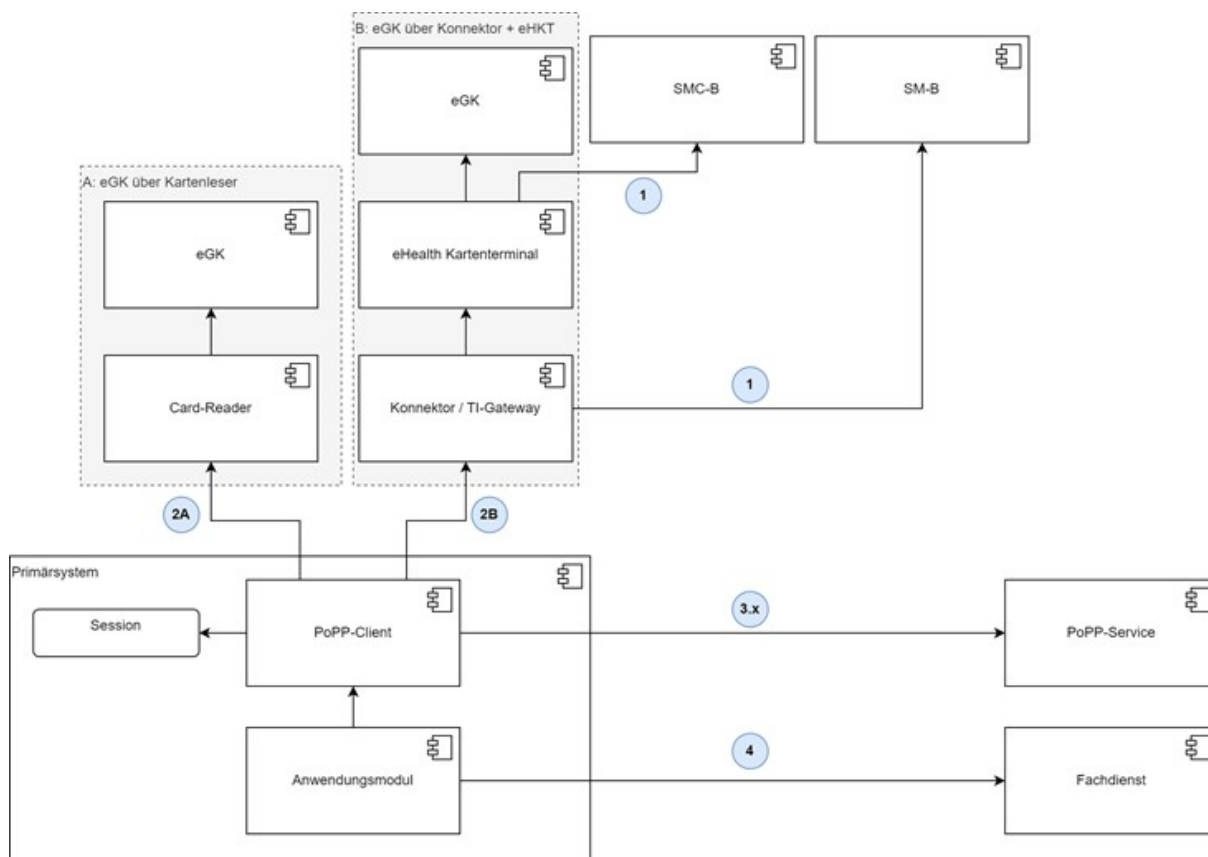 B: eGK über Konnektor + eHKT
eGK
SMC-B
SM-B
A: eGK über Kartenleser
1
eGK
eHealth Kartenterminal
Card-Reader
Konnektor / TI-Gateway
1
2A
2B
Primärsystem
Session
PoPP-Client
3.x
PoPP-Service
Anwendungsmodul
4
Fachdienst